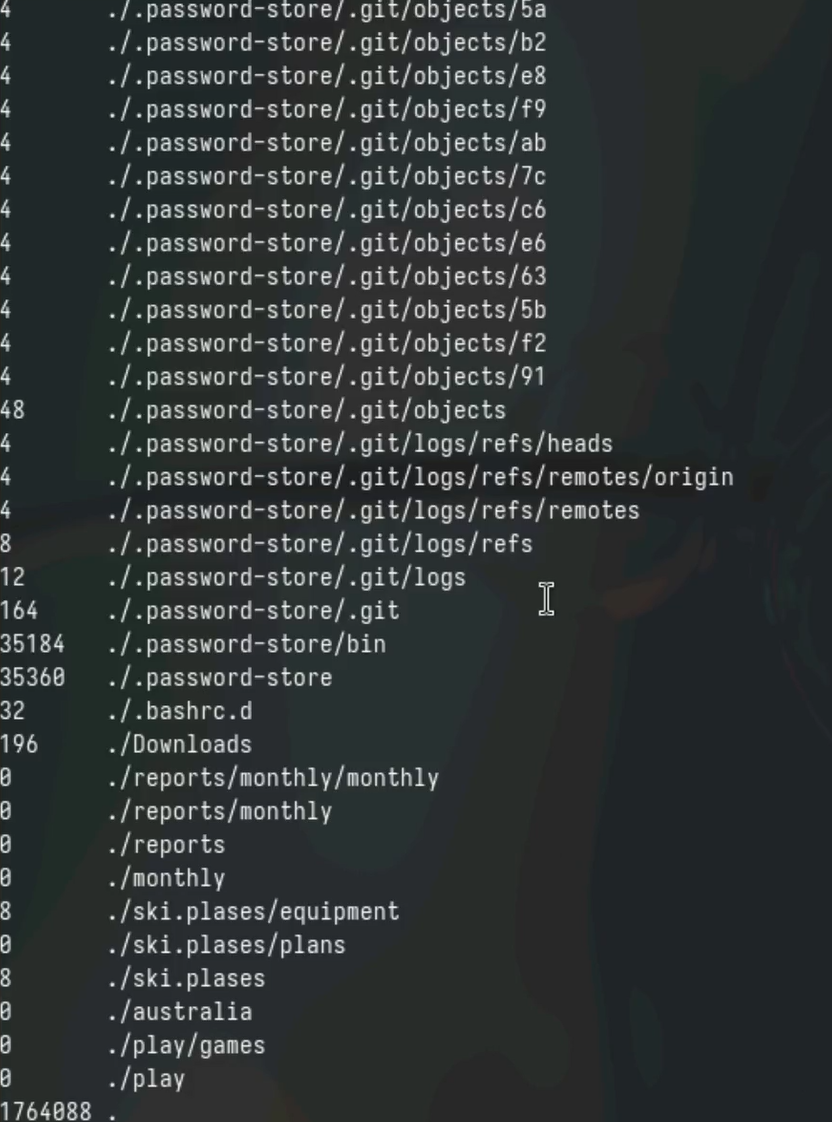 4 ./.password-store/.git/objects/5a
4 ./.password-store/.git/objects/b2
4 ./.password-store/.git/objects/e8
4 ./.password-store/.git/objects/f9
4 ./.password-store/.git/objects/ab
4 ./.password-store/.git/objects/7c
4 ./.password-store/.git/objects/c6
4 ./.password-store/.git/objects/e6
4 ./.password-store/.git/objects/63
4 ./.password-store/.git/objects/5b
4 ./.password-store/.git/objects/f2
4 ./.password-store/.git/objects/91
48 ./.password-store/.git/objects
4 ./.password-store/.git/logs/refs/heads
4 ./.password-store/.git/logs/refs/remotes/origin
4 ./.password-store/.git/logs/refs/remotes
8 ./.password-store/.git/logs/refs
12 ./.password-store/.git/logs
164 ./.password-store/.git
35184 ./.password-store/bin
35360 ./.password-store
32 ./.bashrc.d
196 ./Downloads
0 ./reports/monthly/monthly
0 ./reports/monthly
0 ./reports
0 ./monthly
8 ./ski.plases/equipment
0 ./ski.plases/plans
8 ./ski.plases
0 ./australia
0 ./play/games
0 ./play
1764088 .